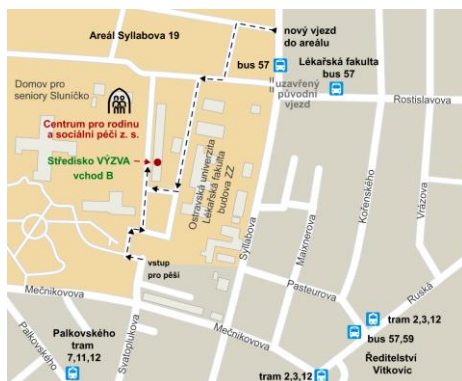 Areál Syllabova 19
nový vjezd
do areálu
bus 57
Lékařská fakulta
bus 57
uzavřený
původní
vjezd
Rostislavova
Domov pro
seniory Sluníčko
Centrum pro rodinu
a sociální péči z. s.
Středisko VÝZVA
vchod B
Ostravská univerzita
Lékařská fakulta
budova ZZ
Syllabova
Maixnerova
Kořenského
Vrázova
vstup
pro pěší
Mečnikovova
Pasteurova
Ruská
Mečnikovova
Palkovského
tram
7,11,12
Palkovského
Svatoplukova
tram 2,3,12
bus 57,59
Ředitelství
Vítkovic
tram 2,3,12